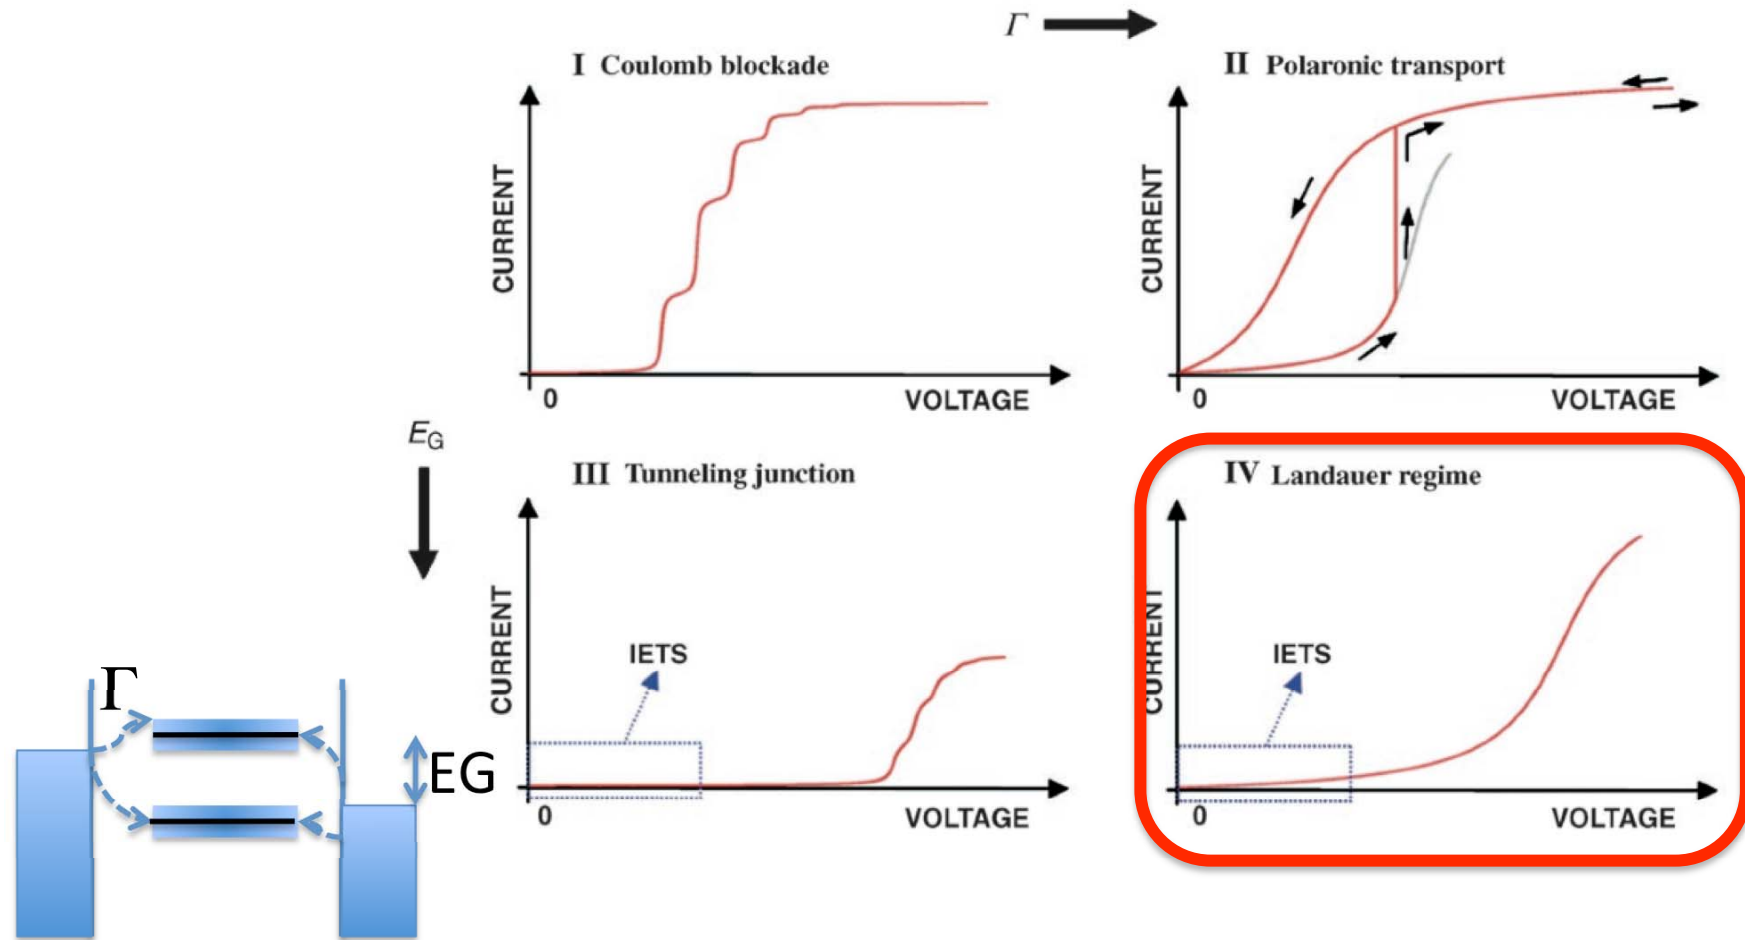 Γ
I Coulomb blockade
II Polaronic transport
CURRENT
0
VOLTAGE
CURRENT
0
VOLTAGE
EG
III Tunneling junction
IV Landauer regime
CURRENT
IETS
0
VOLTAGE
CURRENT
IETS
0
VOLTAGE
Γ
EG